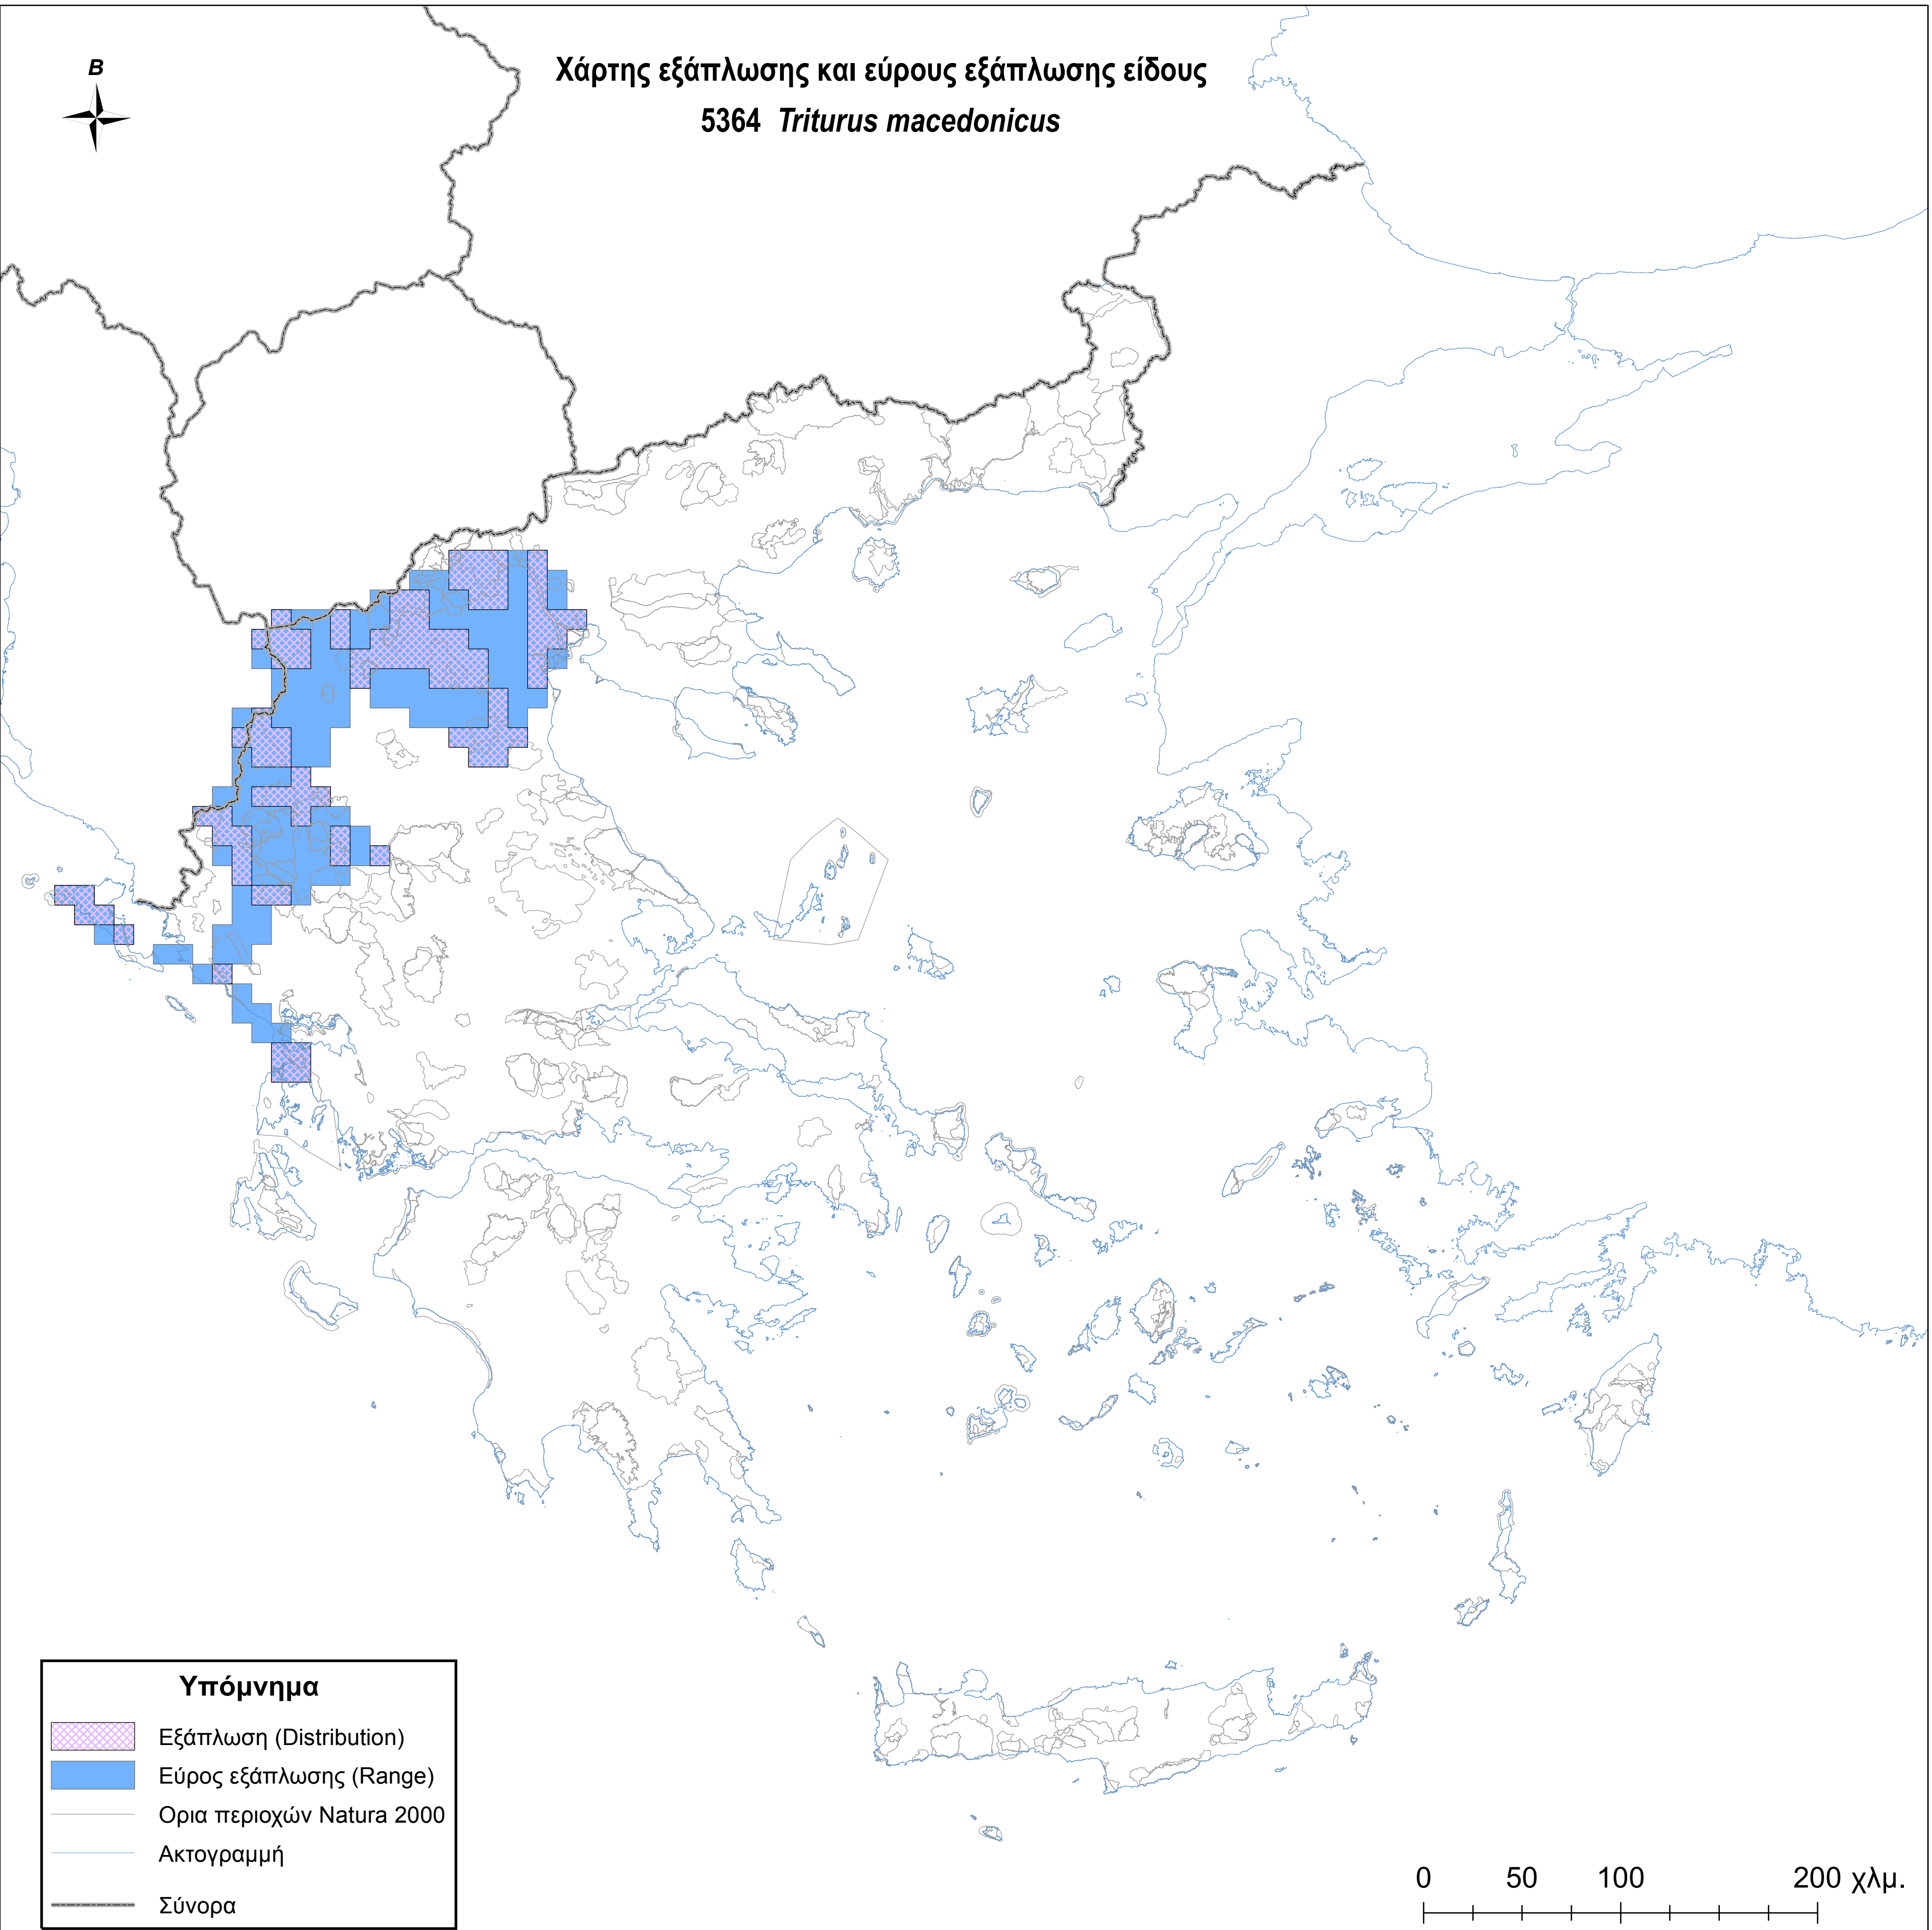 Χάρτης εξάπλωσης και εύρους εξάπλωσης είδους
5364 Triturus macedonicus
Β
Υπόμνημα
Εξάπλωση (Distribution)
Εύρος εξάπλωσης (Range)
Ορια περιοχών Natura 2000
Ακτογραμμή
Σύνορα
0 50 100 200 χλμ.